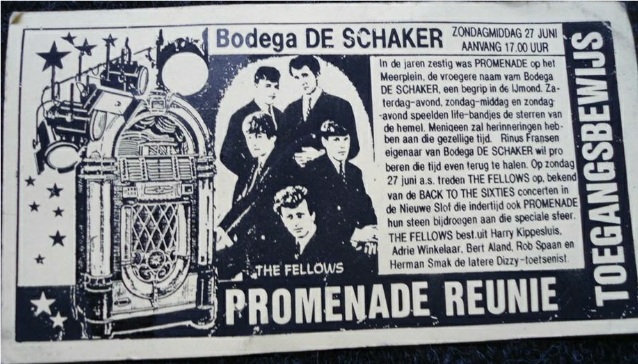 Bodega DE SCHAKER
ZONDAGMIDDAG 27 JUNI
AANVANG 17.00 UUR
In de jaren zestig was PROMENADE op het
Meerplein, de vroegere naam vam Bodega
DE SCHAKER, een begrip in de IJmond. Za-
terdag-avond, zondag-middag en zondag-
-avond speelden life-bandjes de sterren van
de hemel. Menigeen zal herinneringen heb-
ben aan die gezellige tijd. Rinus Fransen
eigenaar van Bodega DE SCHAKER wil pro
beren die tijd even terug te halen. Op zondag
27 juni a.s. treden THE FELLOWS op, bekend
van de BACK TO THE SIXTIES concerten in
de Nieuwe Slof die indertijd ook PROMENADE
hun steen bijdroegen aan die speciale sfeer.
THE FELLOWS best.uit Harry Kippesluis,
Adrie Winkelaar, Bert Aland, Rob Spaan en
Herman Smak de latere Dizzy-toetsenist.
THE FELLOWS
PROMENADE REUNIE
TOEGANGSBEWIJS